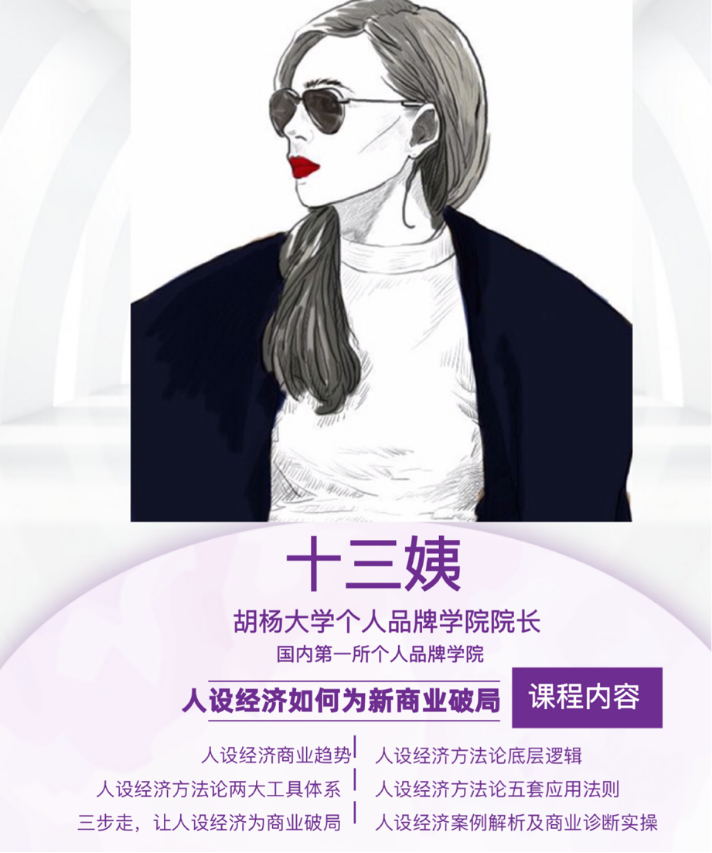 十三姨
胡杨大学个人品牌学院院长
国内第一所个人品牌学院
人设经济如何为新商业破局
课程内容
人设经济商业趋势
人设经济方法论底层逻辑
人设经济方法论两大工具体系
人设经济方法论五套应用法则
三步走，让人设经济为商业破局
人设经济案例解析及商业诊断实操